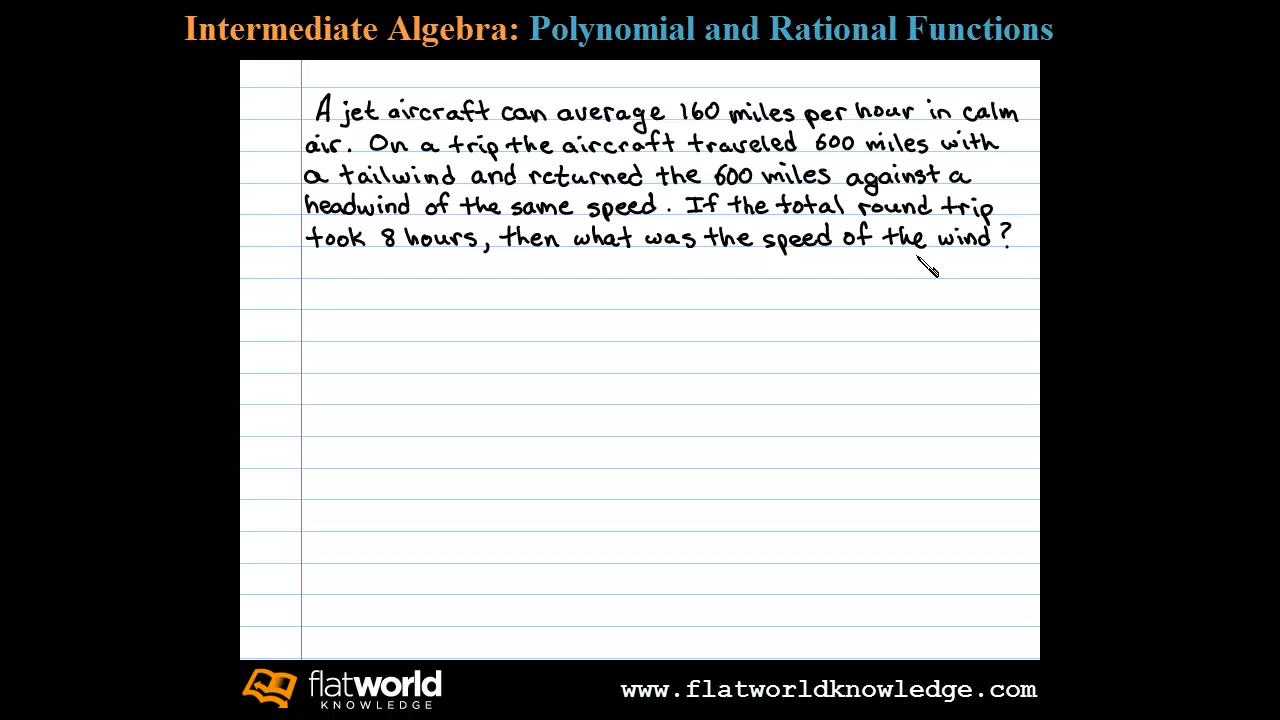 Intermediate Algebra: Polynomial and Rational Functions
A jet aircraft can average 160 miles per hour in calm
air. On a trip the aircraft traveled 600 miles with
a tailwind and returned the 600 miles against a
headwind of the same speed. If the total round trip
took 8 hours, then what was the speed of the wind?
flatworld
KNOWLEDGE
www.flatworldknowledge.com